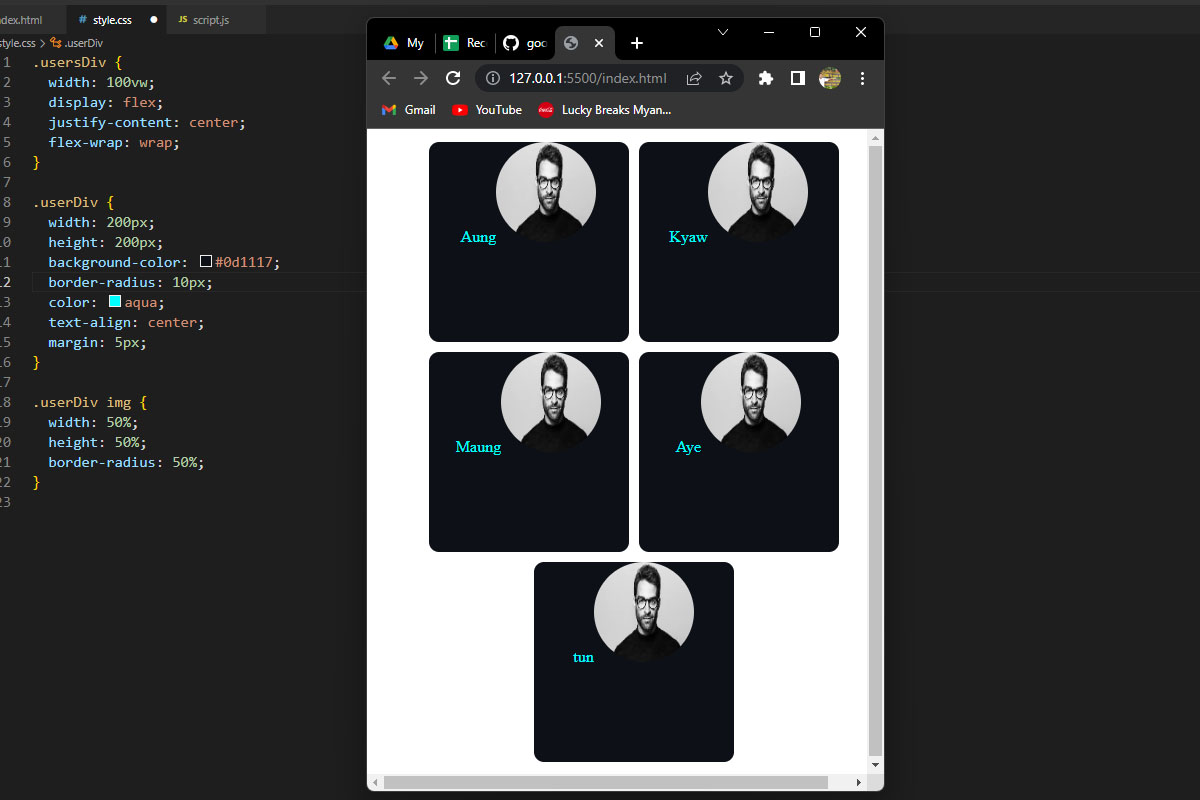 ndex.html
# style.css
JS script.js
style.css > .userDiv
1 .usersDiv {
2 width: 100vw;
3 display: flex;
4 justify-content: center;
5 flex-wrap: wrap;
6 }
7
8 .userDiv {
9 width: 200px;
10 height: 200px;
11 background-color: #0d1117;
12 border-radius: 10px;
13 color: aqua;
14 text-align: center;
15 margin: 5px;
16 }
17
18 .userDiv img {
19 width: 50%;
20 height: 50%;
21 border-radius: 50%;
22 }
23
My
Rec
goo
127.0.0.1:5500/index.html
Gmail
YouTube
Lucky Breaks Myan...
Aung
Kyaw
Maung
Aye
tun